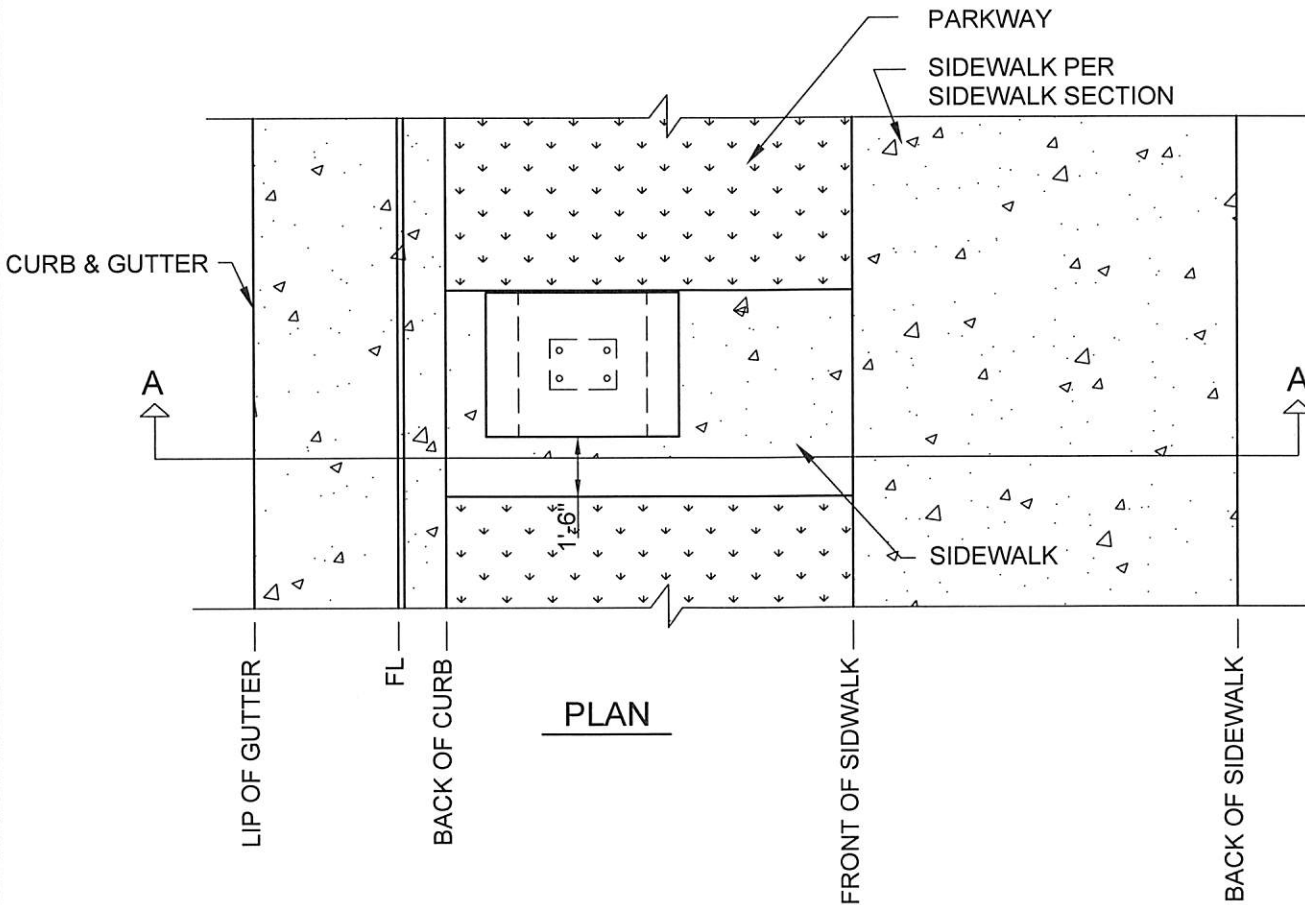 PARKWAY
SIDEWALK PER
SIDEWALK SECTION
CURB & GUTTER
A
A
1'-6"
SIDEWALK
LIP OF GUTTER
FL
BACK OF CURB
PLAN
FRONT OF SIDWALK
BACK OF SIDEWALK